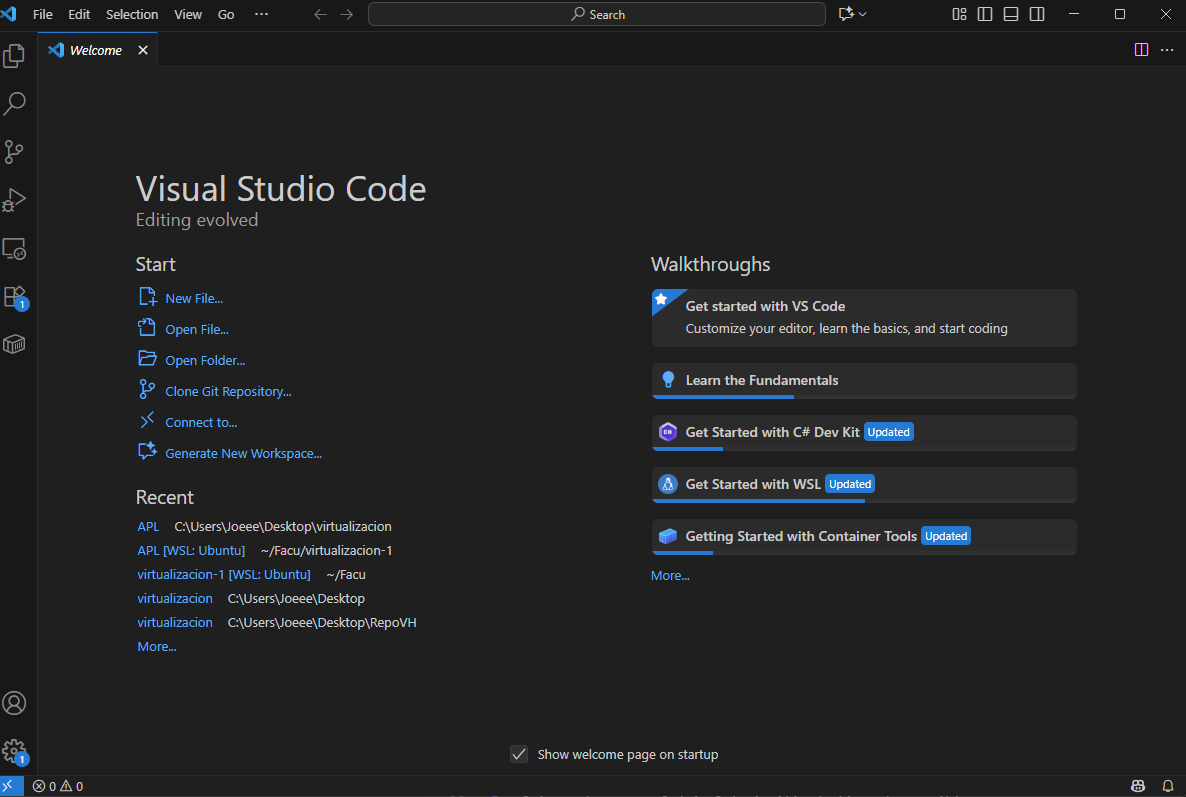 File Edit Selection View Go ··· Search
Welcome
Visual Studio Code
Editing evolved
Start
New File...
Open File...
Open Folder...
Clone Git Repository...
Connect to...
Generate New Workspace...
Recent
APL C:\Users\Joeee\Desktop\virtualizacion
APL [WSL: Ubuntu] ~/Facu/virtualizacion-1
virtualizacion-1 [WSL: Ubuntu] ~/Facu
virtualizacion C:\Users\Joeee\Desktop
virtualizacion C:\Users\Joeee\Desktop\RepoVH
More...
Walkthroughs
Get started with VS Code
Customize your editor, learn the basics, and start coding
Learn the Fundamentals
Get Started with C# Dev Kit Updated
Get Started with WSL Updated
Getting Started with Container Tools Updated
More...
1
1
Show welcome page on startup
0 0